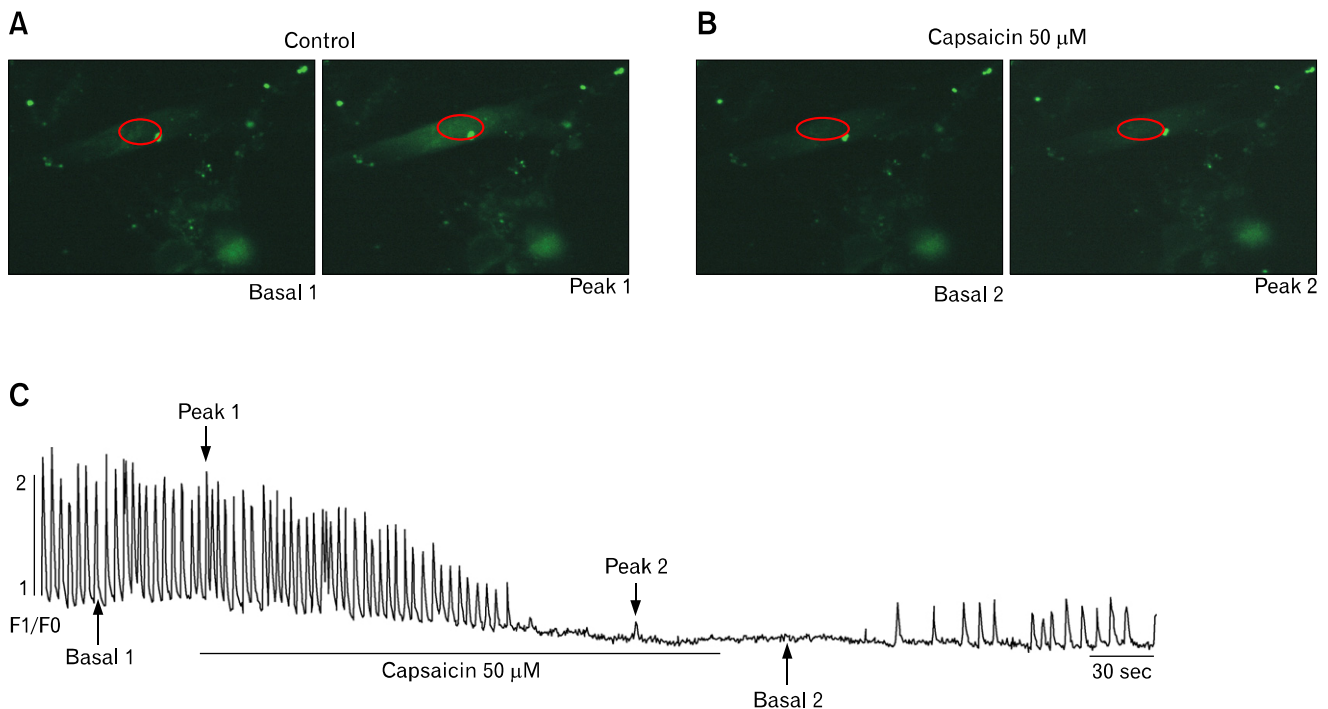 A
Control
Basal 1
Peak 1
B
Capsaicin 50 μM
Basal 2
Peak 2
C
Peak 1
2
1
F1/F0
Basal 1
Peak 2
Capsaicin 50 μM
Basal 2
30 sec